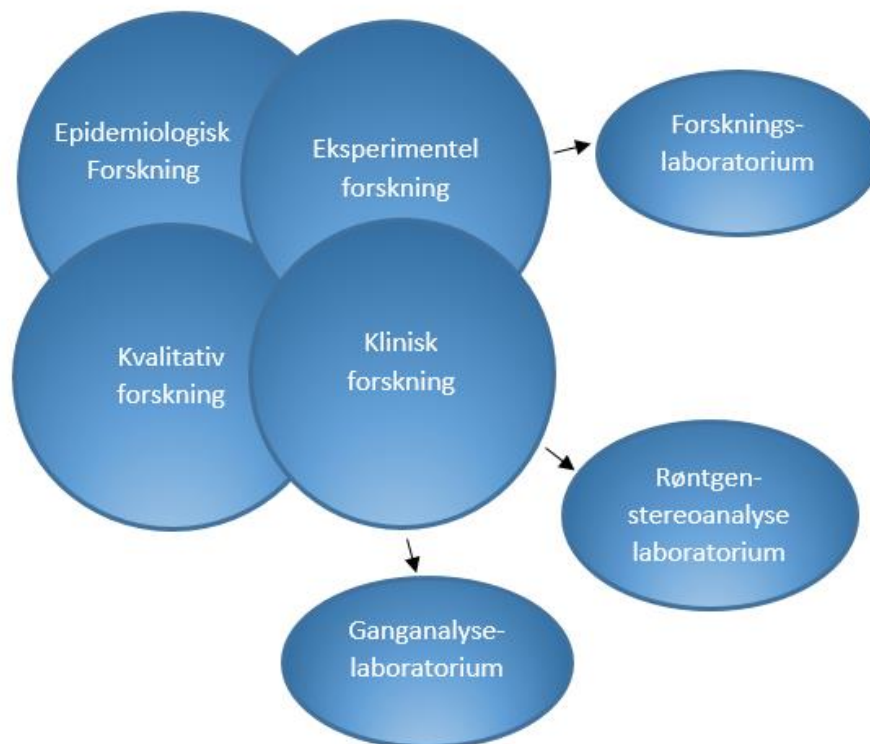 Epidemiologisk
Forskning
Eksperimentel
forskning
Forsknings-
laboratorium
Kvalitativ
forskning
Klinisk
forskning
Røntgen-
stereoanalyse
laboratorium
Ganganalyse-
laboratorium